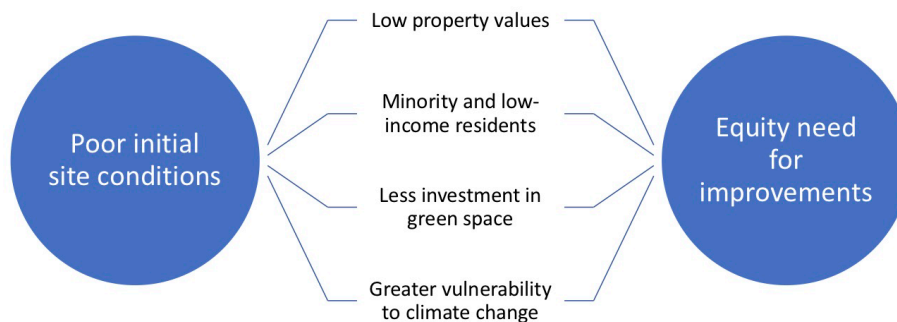 Low property values
Poor initial
site conditions
Minority and low-
income residents
Less investment in
green space
Greater vulnerability
to climate change
Equity need
for
improvements